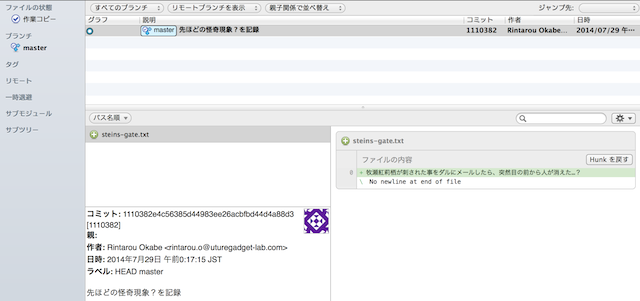 ファイルの状態
作業コピー
ブランチ
master
タグ
リモート
一時退避
サブモジュール
サブツリー
すべてのブランチ
リモートブランチを表示
親子関係で並べ替え
ジャンプ先:
グラフ 説明 コミット 作者 日時
master 先ほどの怪奇現象？を記録 1110382 Rintarou Okabe... 2014/07/29 午...
パス名順
steins-gate.txt
steins-gate.txt
ファイルの内容 Hunk を戻す
0 + 牧瀬紅莉栖が刺された事をダルにメールしたら、突然目の前から人が消えた…？
\ No newline at end of file
コミット: 1110382e4c56385d44983ee26acbfbd44d4a88d3
[1110382]
親:
作者: Rintarou Okabe <rintarou.o@uturegadget-lab.com>
日時: 2014年7月29日 午前0:17:15 JST
ラベル: HEAD master
先ほどの怪奇現象？を記録